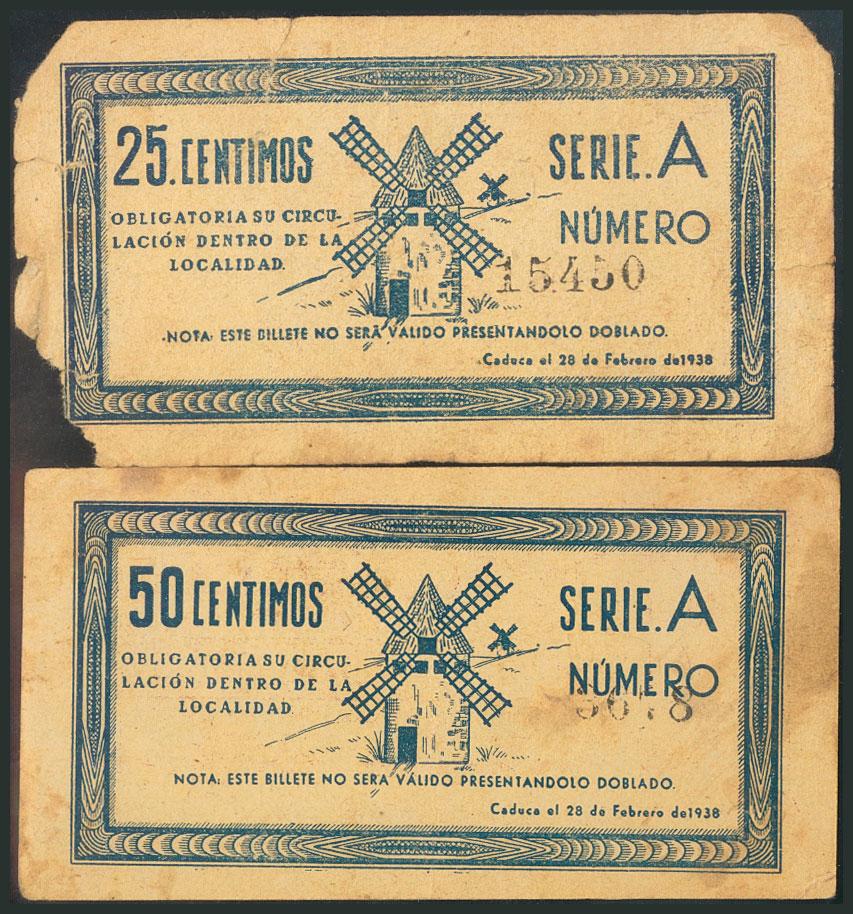 25.CENTIMOS
OBLIGATORIA SU CIRCU-
LACIÓN DENTRO DE LA
LOCALIDAD.
SERIE. A
NÚMERO
15450
NOTA: ESTE BILLETE NO SERÁ VÁLIDO PRESENTANDOLO DOBLADO.
Caduca el 28 de Febrero de1938
50 CENTIMOS
OBLIGATORIA SU CIRCU-
LACIÓN DENTRO DE LA
LOCALIDAD.
SERIE. A
NÚMERO
NOTA: ESTE BILLETE NO SERA VÁLIDO PRESENTANDOLO DOBLADO.
Caduca el 28 de Febrero de1938